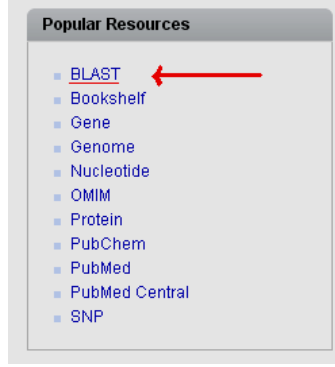 Popular Resources
BLAST
Bookshelf
Gene
Genome
Nucleotide
OMIM
Protein
PubChem
PubMed
PubMed Central
SNP